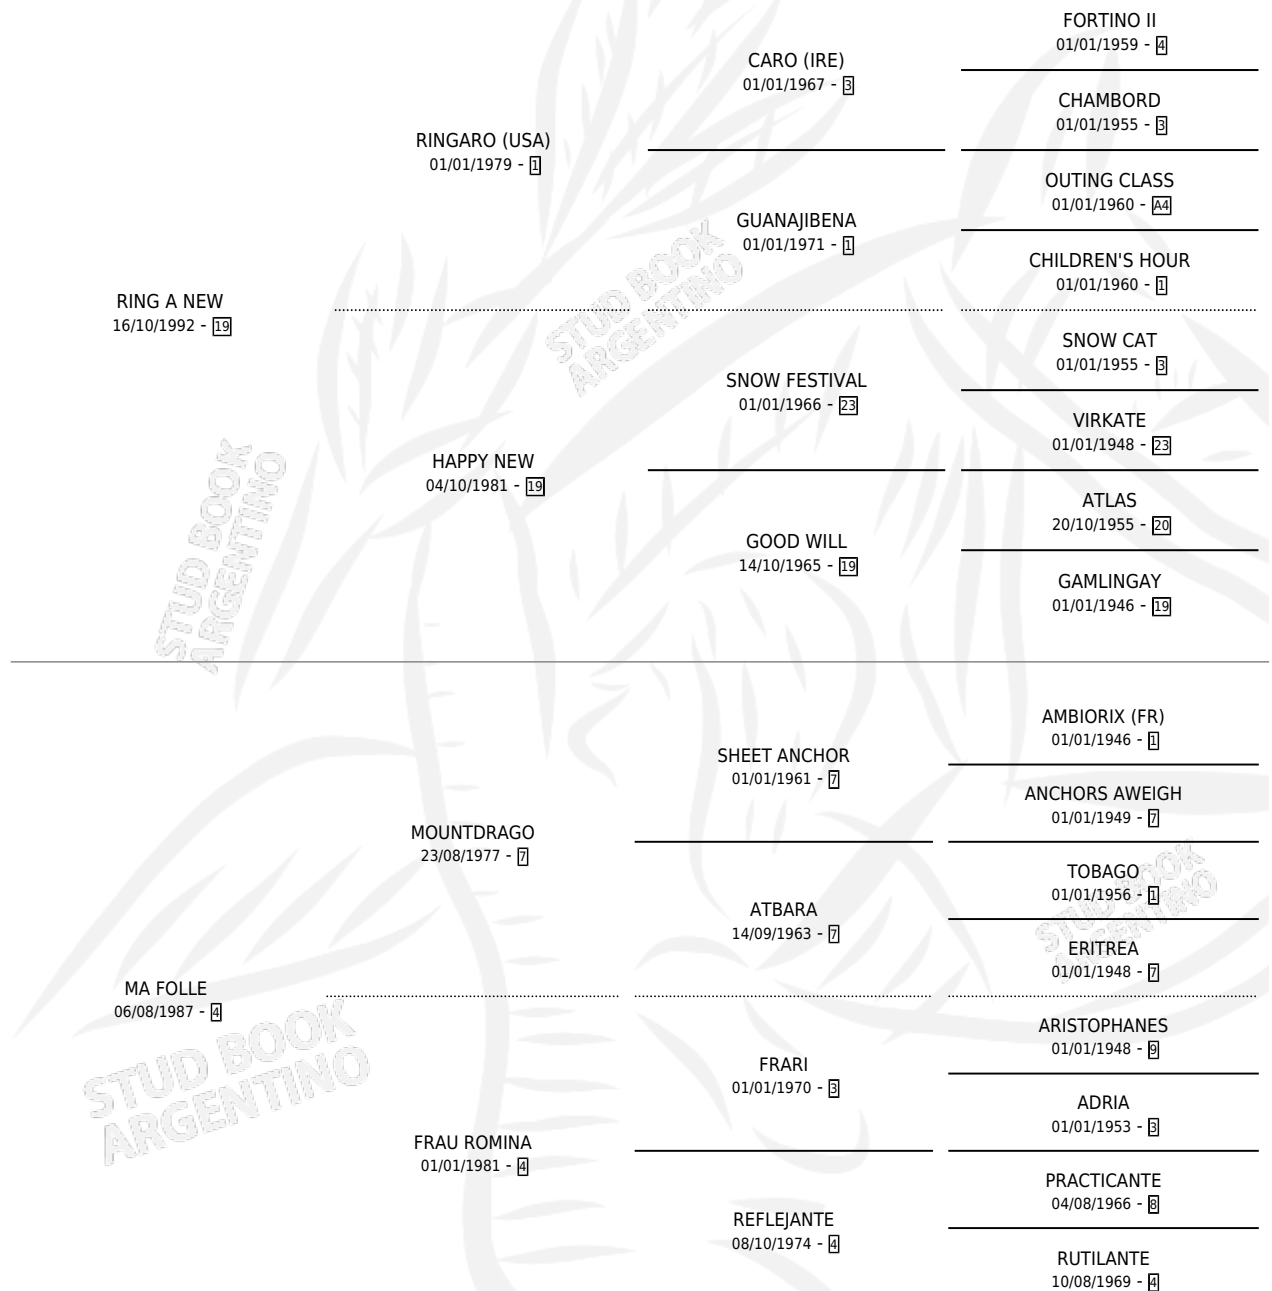 FORTINO II
01/01/1959 - 4
CARO (IRE)
01/01/1967 - 3
CHAMBORD
01/01/1955 - 3
RINGARO (USA)
01/01/1979 - 1
OUTING CLASS
01/01/1960 - A4
GUANAJIBENA
01/01/1971 - 1
CHILDREN'S HOUR
01/01/1960 - 1
RING A NEW
16/10/1992 - 19
STUD BOOK
ARGENTINO
SNOW CAT
01/01/1955 - 3
SNOW FESTIVAL
01/01/1966 - 23
VIRKATE
01/01/1948 - 23
HAPPY NEW
04/10/1981 - 19
ATLAS
20/10/1955 - 20
GOOD WILL
14/10/1965 - 19
GAMLINGAY
01/01/1946 - 19
STUD BOOK
ARGENTINO
AMBIORIX (FR)
01/01/1946 - 1
SHEET ANCHOR
01/01/1961 - 7
ANCHORS AWEIGH
01/01/1949 - 7
MOUNTDRAGO
23/08/1977 - 7
TOBAGO
01/01/1956 - 1
ATBARA
14/09/1963 - 7
ERITREA
01/01/1948 - 7
STUD BOOK
ARGENTINO
MA FOLLE
06/08/1987 - 4
ARISTOPHANES
01/01/1948 - 9
FRARI
01/01/1970 - 3
ADRIA
01/01/1953 - 3
STUD BOOK
ARGENTINO
FRAU ROMINA
01/01/1981 - 4
PRACTICANTE
04/08/1966 - 8
REFLEJANTE
08/10/1974 - 4
RUTILANTE
10/08/1969 - 4